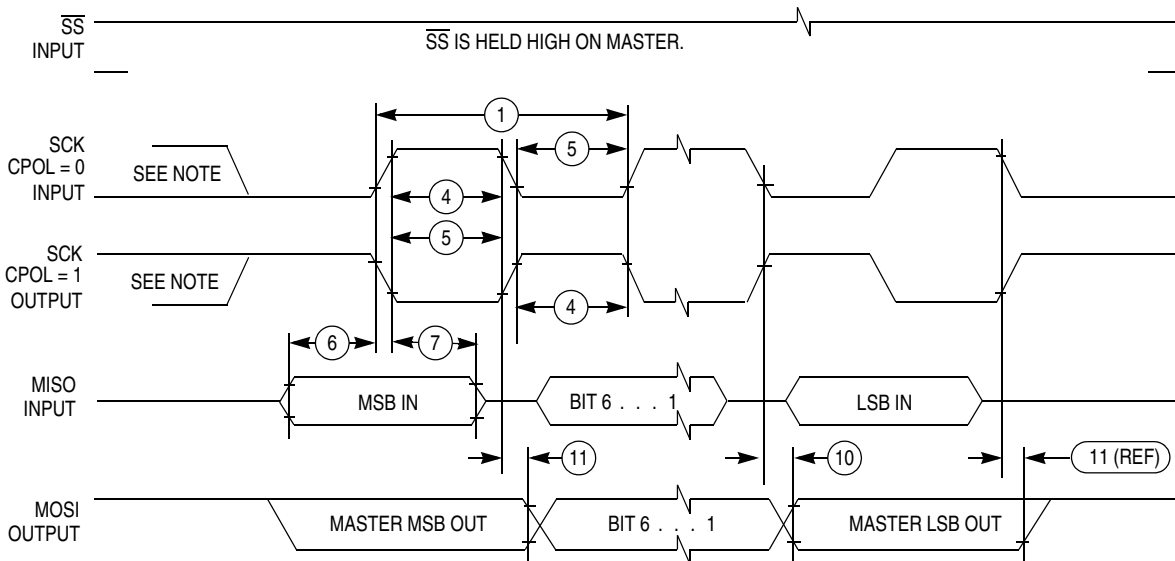 SS
INPUT
SS IS HELD HIGH ON MASTER.
1
SCK
CPOL = 0
INPUT
SEE NOTE
5
4
5
SCK
CPOL = 1
OUTPUT
SEE NOTE
4
6
7
MISO
INPUT
MSB IN
BIT 6 . . . 1
LSB IN
11
10
11 (REF)
MOSI
OUTPUT
MASTER MSB OUT
BIT 6 . . . 1
MASTER LSB OUT